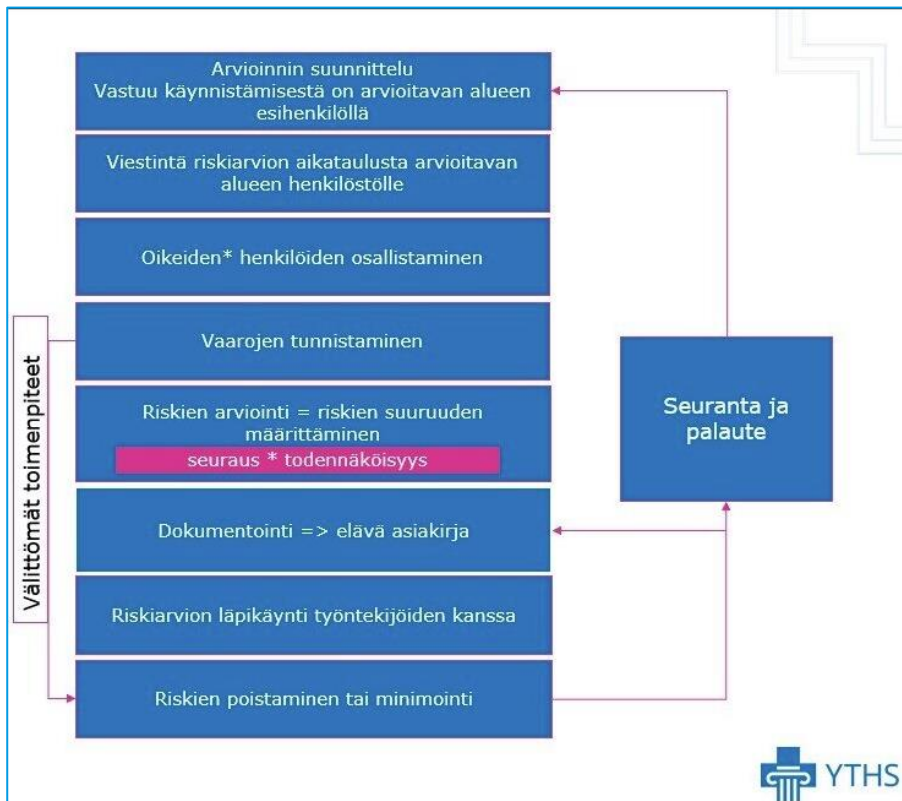 Arvioinnin suunnittelu
Vastuu käynnistämisestä on arvioitavan alueen
esihenkilöllä
Viestintä riskiarvion aikataulusta arvioitavan
alueen henkilöstölle
Oikeiden* henkilöiden osallistaminen
Vaarojen tunnistaminen
Riskien arviointi = riskien suuruuden
määrittäminen
seuraus * todennäköisyys
Dokumentointi => elävä asiakirja
Riskiarvion läpikäynti työntekijöiden kanssa
Riskien poistaminen tai minimointi
Välittömät toimenpiteet
Seuranta ja
palaute
YTHS